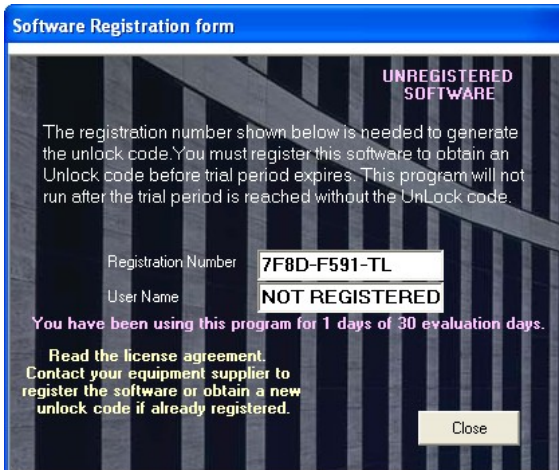 Software Registration form
UNREGISTERED
SOFTWARE
The registration number shown below is needed to generate
the unlock code.You must register this software to obtain an
Unlock code before trial period expires. This program will not
run after the trial period is reached without the UnLock code.
Registration Number 7F8D-F591-TL
User Name NOT REGISTERED
You have been using this program for 1 days of 30 evaluation days.
Read the license agreement.
Contact your equipment supplier to
register the software or obtain a new
unlock code if already registered.
Close